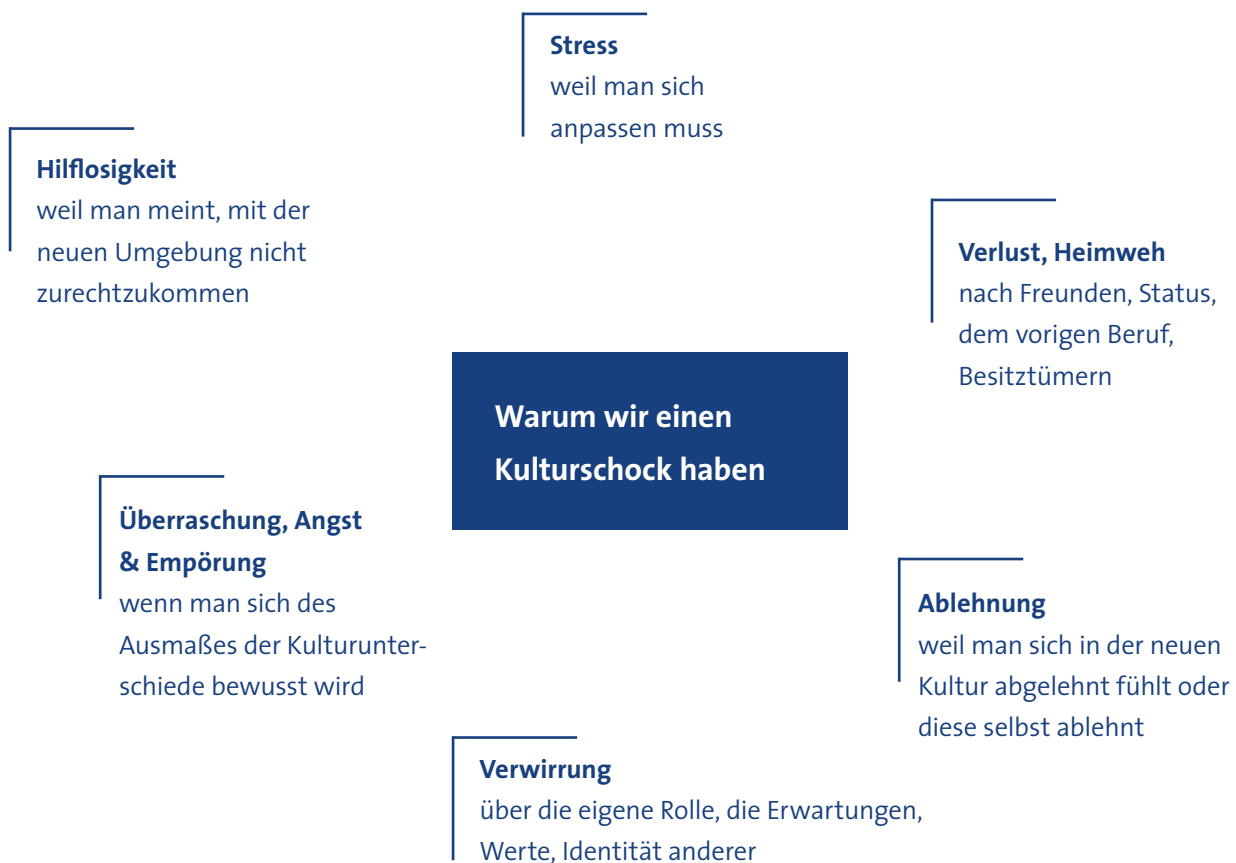 Stress
weil man sich
anpassen muss
Hilflosigkeit
weil man meint, mit der
neuen Umgebung nicht
zurechtzukommen
Verlust, Heimweh
nach Freunden, Status,
dem vorigen Beruf,
Besitztümern
Warum wir einen
Kulturschock haben
Überraschung, Angst
& Empörung
wenn man sich des
Ausmaßes der Kulturunter-
schiede bewusst wird
Ablehnung
weil man sich in der neuen
Kultur abgelehnt fühlt oder
diese selbst ablehnt
Verwirrung
über die eigene Rolle, die Erwartungen,
Werte, Identität anderer